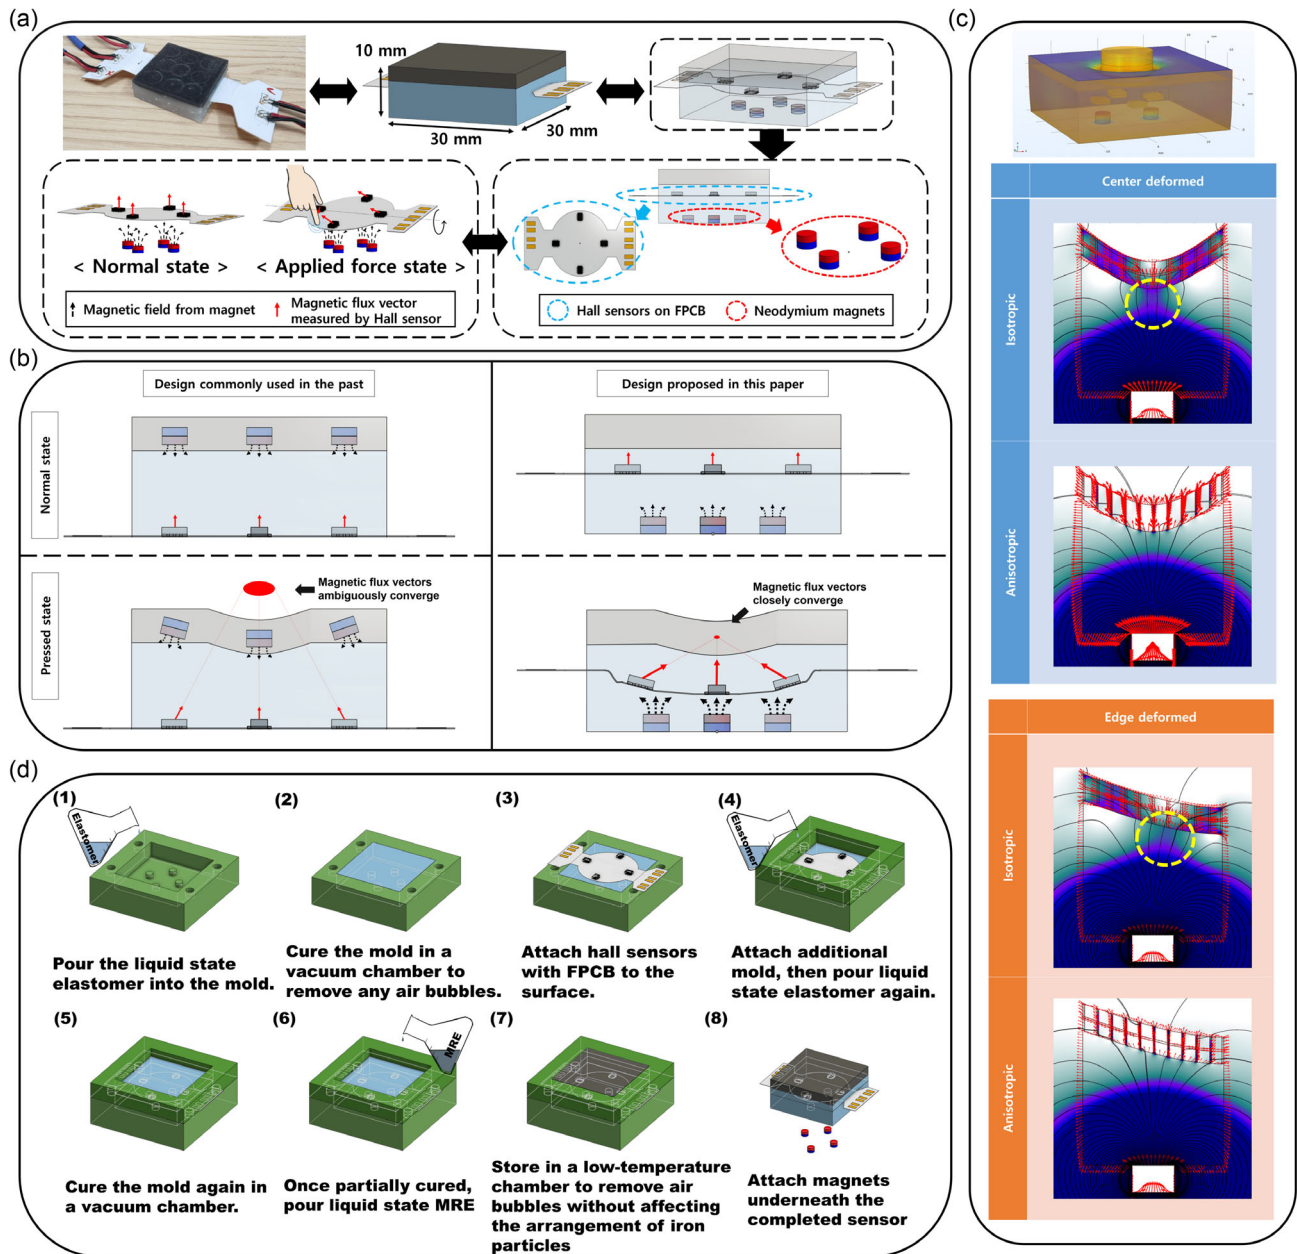 (a)
10 mm
30 mm
30 mm
< Normal state >
< Applied force state >
Magnetic field from magnet
Magnetic flux vector
measured by Hall sensor
Hall sensors on FPCB
Neodymium magnets
(b)
Design commonly used in the past
Design proposed in this paper
Normal state
Pressed state
Magnetic flux vectors
ambiguously converge
Magnetic flux vectors
closely converge
(c)
Center deformed
Isotropic
Anisotropic
Edge deformed
Isotropic
Anisotropic
(d)
(1)
Elastomer
Pour the liquid state
elastomer into the mold.
(2)
Cure the mold in a
vacuum chamber to
remove any air bubbles.
(3)
Attach hall sensors
with FPCB to the
surface.
(4)
Elastomer
Attach additional
mold, then pour liquid
state elastomer again.
(5)
Cure the mold again in
a vacuum chamber.
(6)
MRE
Once partially cured,
pour liquid state MRE
(7)
Store in a low-temperature
chamber to remove air
bubbles without affecting
the arrangement of iron
particles
(8)
Attach magnets
underneath the
completed sensor